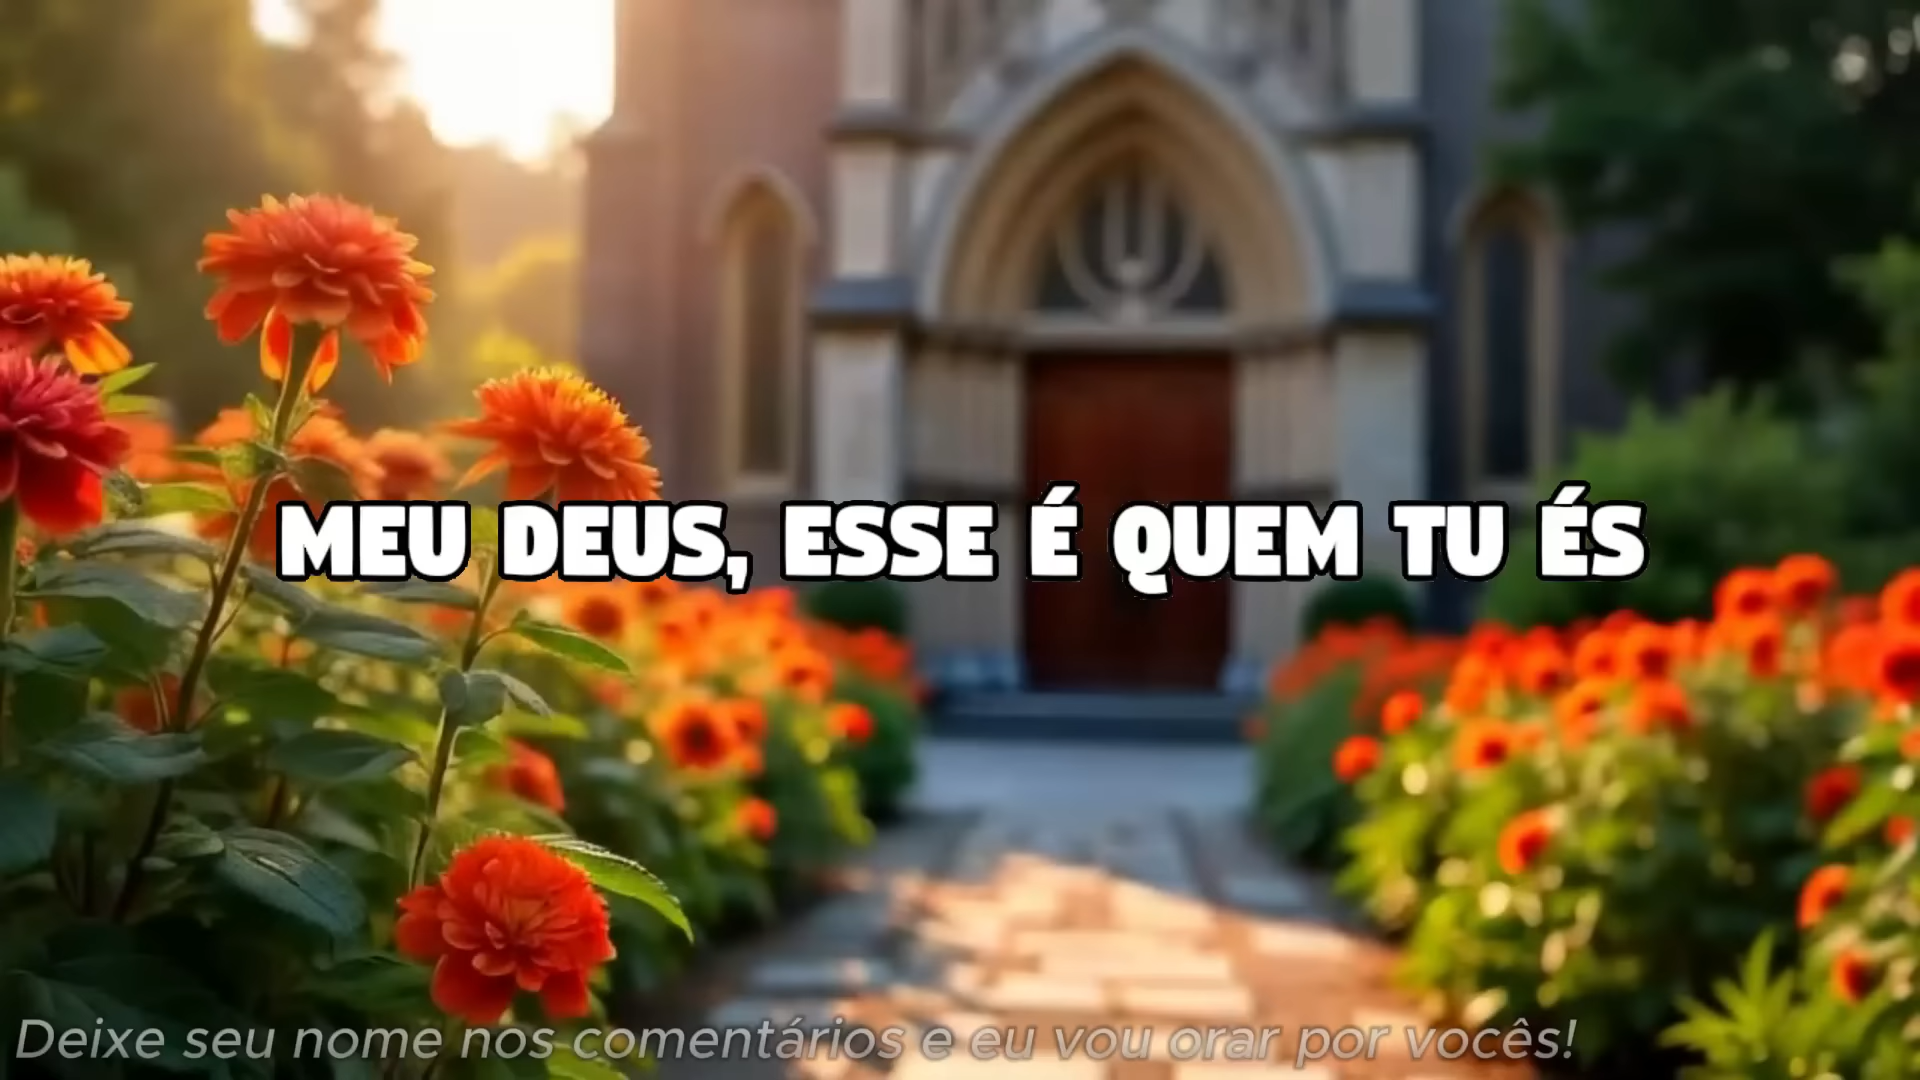 MEU DEUS, ESSE É QUEM TU ÉS
Deixe seu nome nos comentários e eu vou orar por vocês!